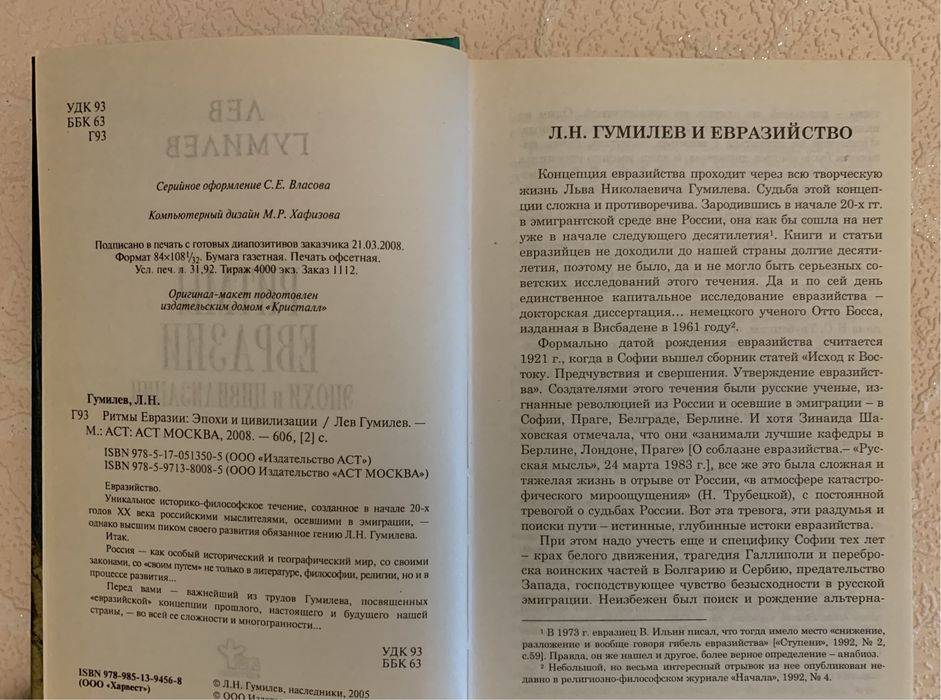 УДК 93
ББК 63
Г93
Серийное оформление С.Е. Власова
Компьютерный дизайн М.Р. Хафизова
Подписано в печать с готовых диапозитивов заказчика 21.03.2008.
Формат 84×108¹/₃₂. Бумага газетная. Печать офсетная.
Усл. печ. л. 31,92. Тираж 4000 экз. Заказ 1112.
Оригинал-макет подготовлен
издательским домом «Кристалл»
Гумилев, Л.Н.
Г93 Ритмы Евразии: Эпохи и цивилизации / Лев Гумилев. —
М.: АСТ: АСТ МОСКВА, 2008. — 606, [2] с.
ISBN 978-5-17-051350-5 (ООО «Издательство АСТ»)
ISBN 978-5-9713-8008-5 (ООО Издательство «АСТ МОСКВА»)
Евразийство.
Уникальное историко-философское течение, созданное в начале 20-х
годов XX века российскими мыслителями, осевшими в эмиграции, —
однако высшим пиком своего развития обязанное гению Л.Н. Гумилева.
Итак.
Россия — как особый исторический и географический мир, со своими
законами, со «своим путем» не только в литературе, философии, религии, но и в
процессе развития...
Перед вами — важнейший из трудов Гумилева, посвященных
«евразийской» концепции прошлого, настоящего и будущего нашей
страны, — во всей ее сложности и многогранности...
УДК 93
ББК 63
ISBN 978-985-13-9456-8
(ООО «Харвест»)
© Л.Н. Гумилев, наследники, 2005
© ООО
Л.Н. ГУМИЛЕВ И ЕВРАЗИЙСТВО
Концепция евразийства проходит через всю творческую
жизнь Льва Николаевича Гумилева. Судьба этой концеп-
ции сложна и противоречива. Зародившись в начале 20-х гг.
в эмигрантской среде вне России, она как бы сошла на нет
уже в начале следующего десятилетия¹. Книги и статьи
евразийцев не доходили до нашей страны долгие десяти-
летия, поэтому не было, да и не могло быть серьезных со-
ветских исследований этого течения. Да и по сей день
единственное капитальное исследование евразийства –
докторская диссертация... немецкого ученого Отто Босса,
изданная в Висбадене в 1961 году².
Формально датой рождения евразийства считается
1921 г., когда в Софии вышел сборник статей «Исход к Вос-
току. Предчувствия и свершения. Утверждение евразийст-
ва». Создателями этого течения были русские ученые, из-
гнанные революцией из России и осевшие в эмиграции – в
Софии, Праге, Белграде, Берлине. И хотя Зинаида Ша-
ховская отмечала, что они «занимали лучшие кафедры в
Берлине, Лондоне, Праге» [О соблазне евразийства.– «Рус-
ская мысль», 24 марта 1983 г.], все же это была сложная и
тяжелая жизнь в отрыве от России, «в атмосфере катастро-
фического мироощущения» (Н. Трубецкой), с постоянной
тревогой о судьбах России. Вот эта тревога, эти раздумья и
поиски пути – истинные, глубинные истоки евразийства.
При этом надо учесть еще и специфику Софии тех лет
– крах белого движения, трагедия Галлиполи и переброс-
ка воинских частей в Болгарию и Сербию, предательство
Запада, господствующее чувство безысходности в русской
эмиграции. Неизбежен был поиск и рождение альтерна-
¹ В 1973 г. евразиец В. Ильин писал, что тогда имело место «снижение,
разложение и вообще говоря гибель евразийства» [«Ступени», 1992, № 2,
с.59]. Правда, он же нашел и другое, более верное определение – анабиоз.
² Небольшой, но весьма интересный отрывок из нее опубликован не-
давно в религиозно-философском журнале «Начала», 1992, № 4.